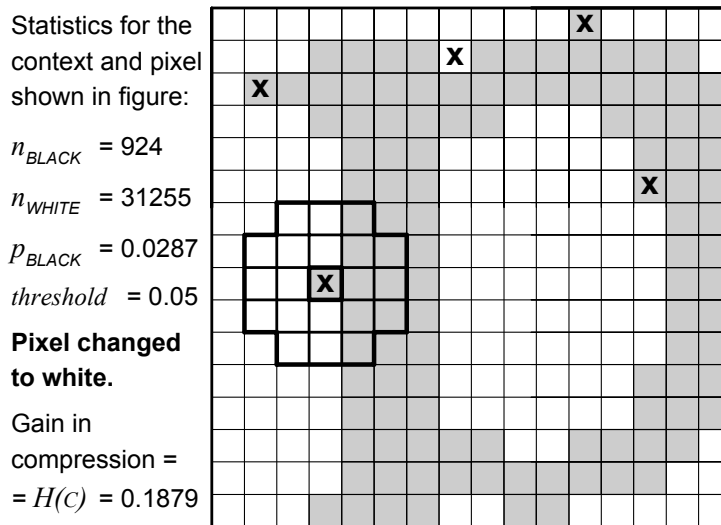 Statistics for the
context and pixel
shown in figure:
n_BLACK = 924
n_WHITE = 31255
p_BLACK = 0.0287
threshold = 0.05
Pixel changed
to white.
Gain in
compression =
= H(C) = 0.1879
x
x
x
x
x